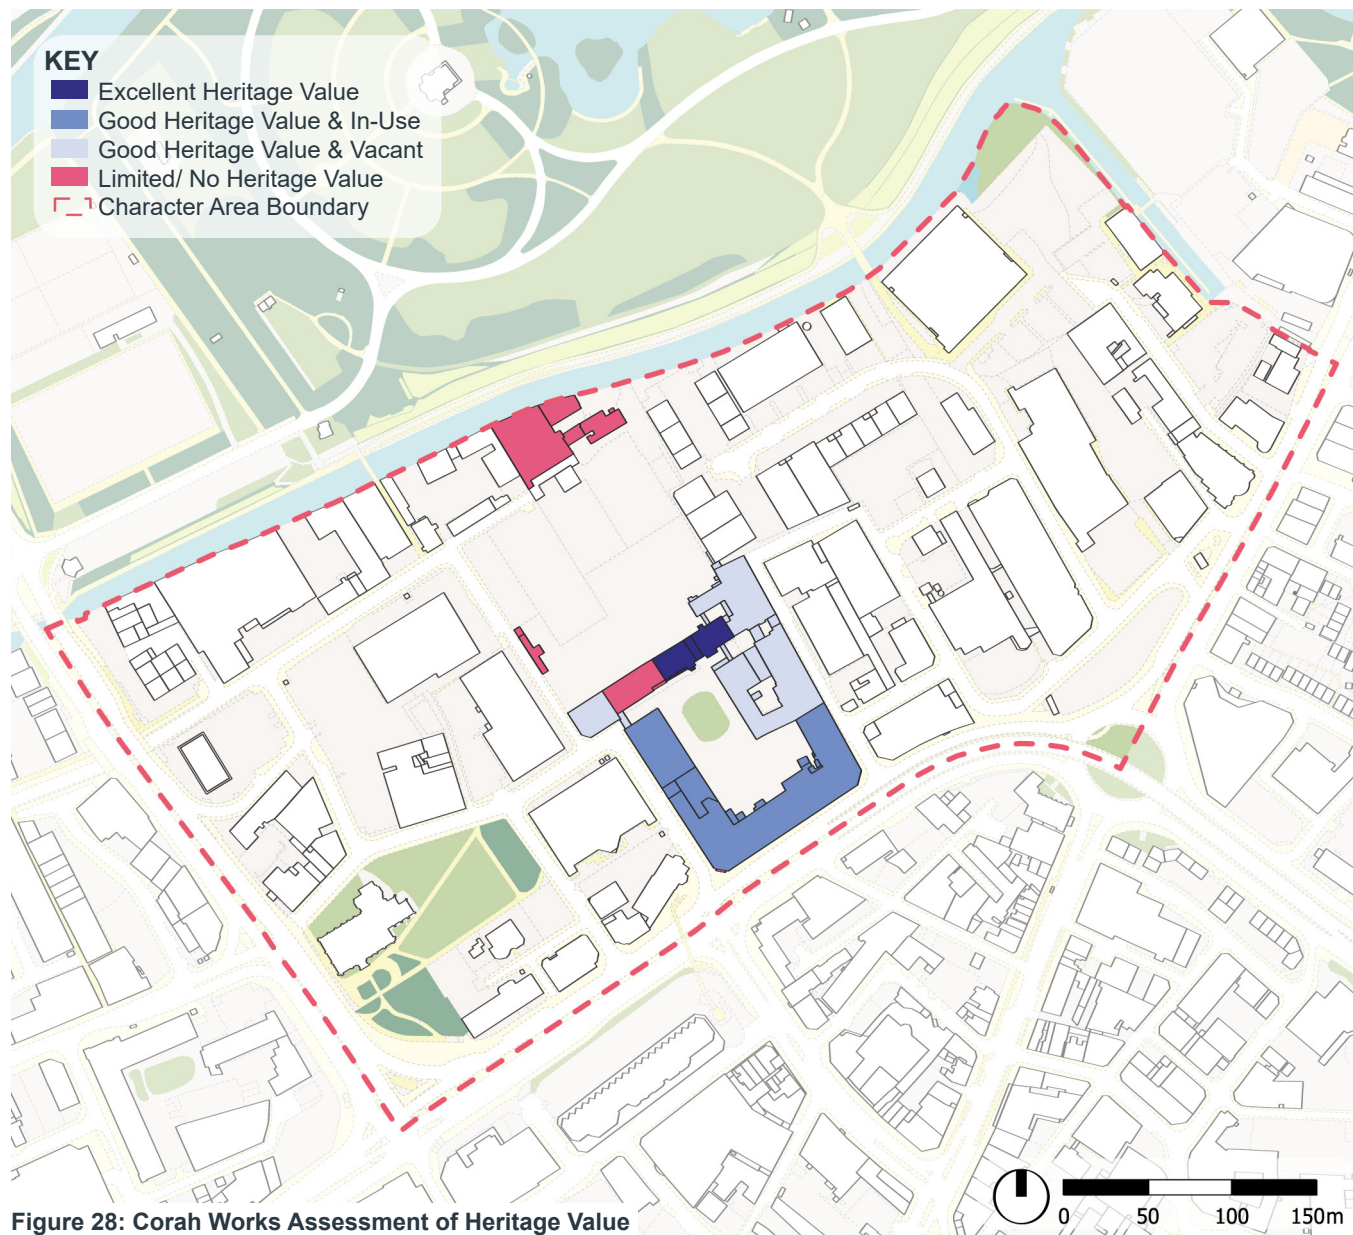 KEY
Excellent Heritage Value
Good Heritage Value & In-Use
Good Heritage Value & Vacant
Limited/ No Heritage Value
Character Area Boundary
0 50 100 150m
Figure 28: Corah Works Assessment of Heritage Value